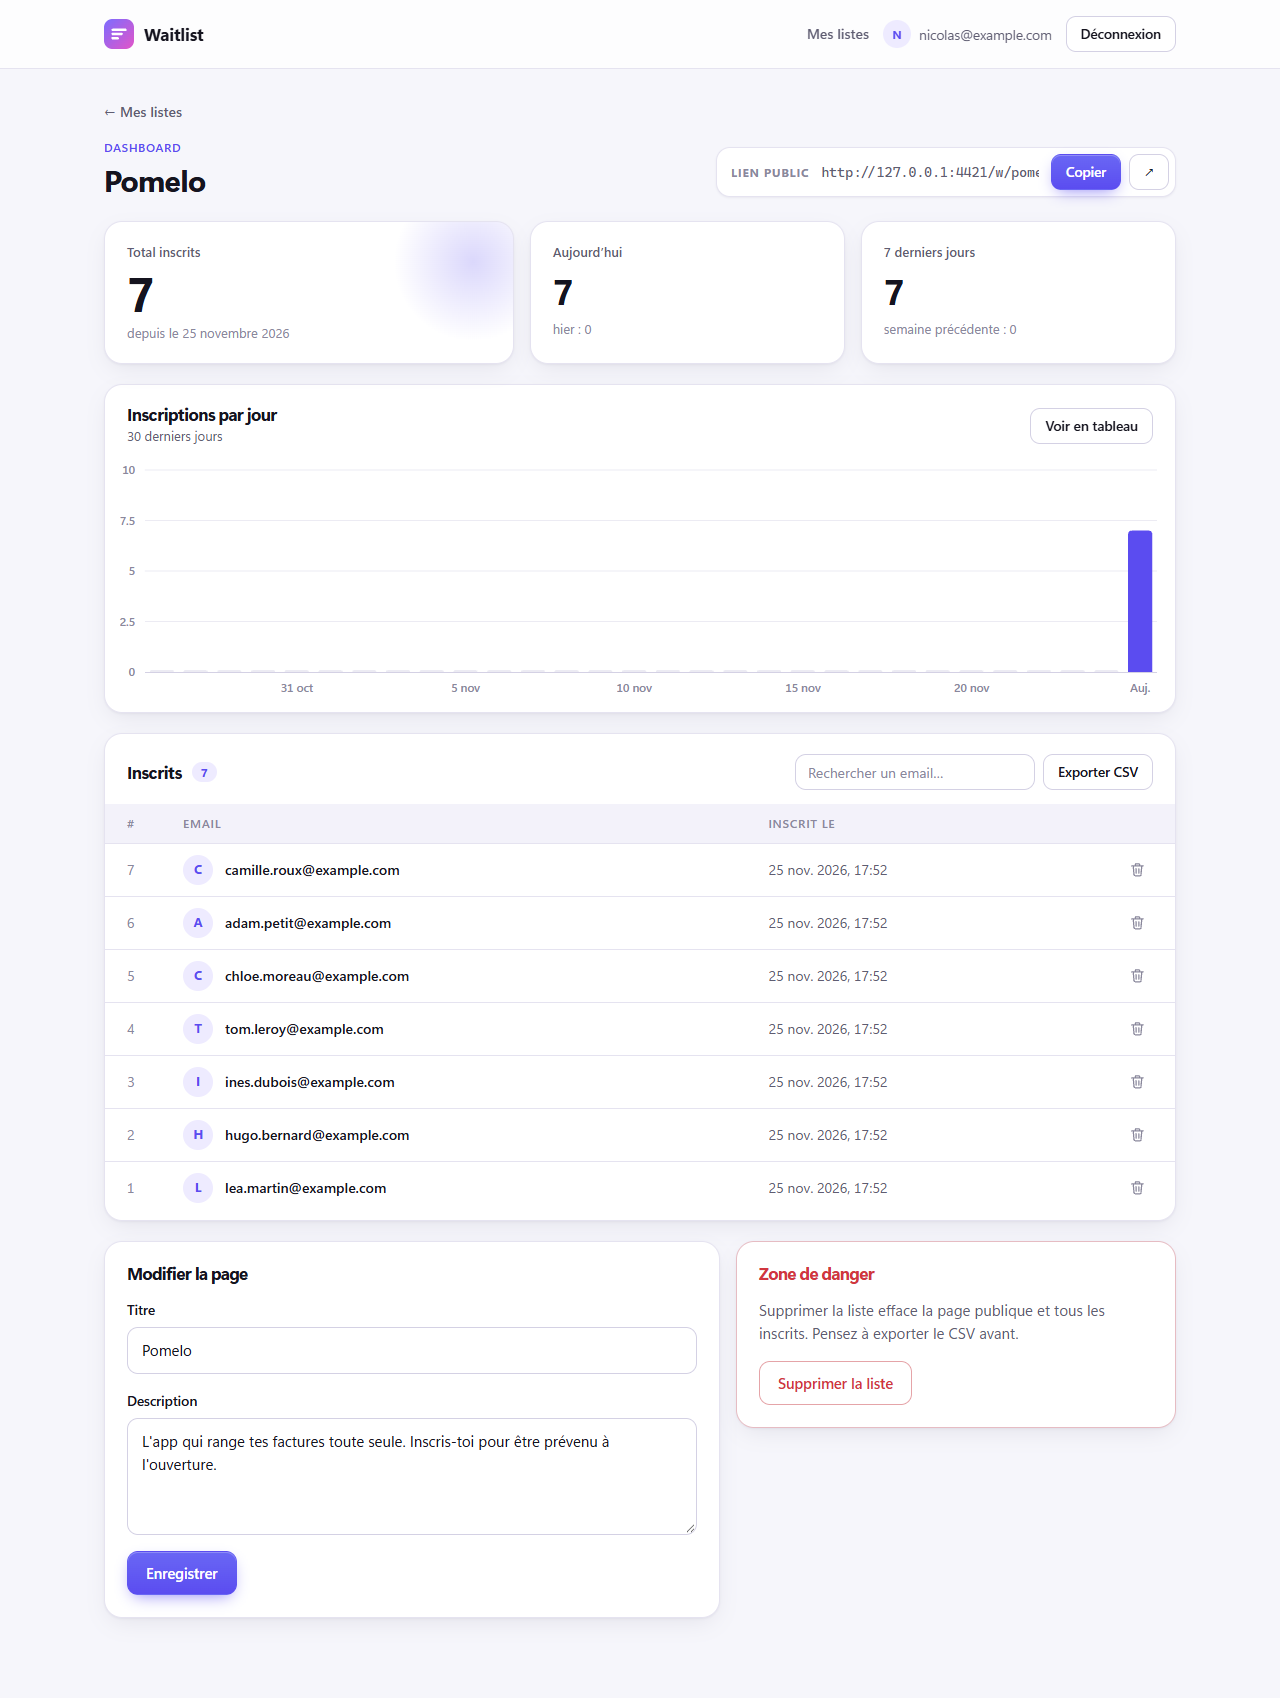 Waitlist
Mes listes
N
nicolas@example.com
Déconnexion
← Mes listes
DASHBOARD
Pomelo
LIEN PUBLIC
http://127.0.0.1:4421/w/pome
Copier
↗
Total inscrits
7
depuis le 25 novembre 2026
Aujourd'hui
7
hier : 0
7 derniers jours
7
semaine précédente : 0
Inscriptions par jour
30 derniers jours
Voir en tableau
10
7.5
5
2.5
0
31 oct
5 nov
10 nov
15 nov
20 nov
Auj.
Inscrits 7
Rechercher un email...
Exporter CSV
# EMAIL INSCRIT LE
7 C camille.roux@example.com 25 nov. 2026, 17:52
6 A adam.petit@example.com 25 nov. 2026, 17:52
5 C chloe.moreau@example.com 25 nov. 2026, 17:52
4 T tom.leroy@example.com 25 nov. 2026, 17:52
3 I ines.dubois@example.com 25 nov. 2026, 17:52
2 H hugo.bernard@example.com 25 nov. 2026, 17:52
1 L lea.martin@example.com 25 nov. 2026, 17:52
Modifier la page
Titre
Pomelo
Description
L'app qui range tes factures toute seule. Inscris-toi pour être prévenu à
l'ouverture.
Enregistrer
Zone de danger
Supprimer la liste efface la page publique et tous les
inscrits. Pensez à exporter le CSV avant.
Supprimer la liste